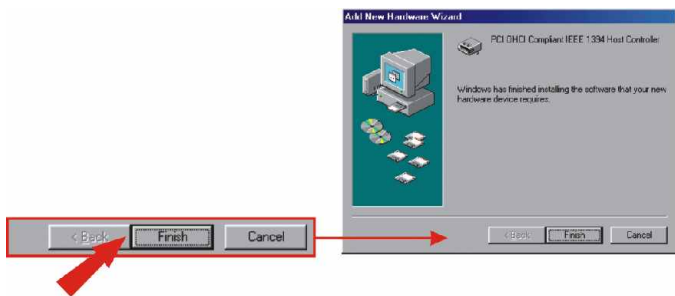 Add New Hardware Wizard
PCI OHCI Compliant IEEE 1394 Host Controller
Windows has finished installing the software that your new
hardware device requires.
< Back Finish Cancel
< Back Finish Cancel